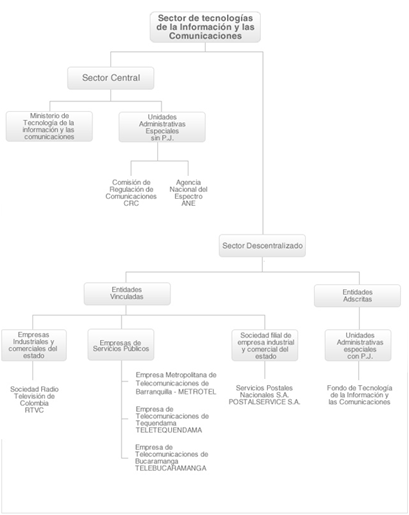 Sector de tecnologías
de la Información y las
Comunicaciones
Sector Central
Ministerio de
Tecnología de la
información y las
comunicaciones
Unidades
Administrativas
Especiales
sin P.J.
Comisión de
Regulación de
Comunicaciones
CRC
Agencia
Nacional del
Espectro
ANE
Sector Descentralizado
Entidades
Vinculadas
Entidades
Adscritas
Empresas
Industriales y
comerciales del
estado
Empresas de
Servicios Públicos
Sociedad filial de
empresa industrial
y comercial del
estado
Unidades
Administrativas
especiales
con P.J.
Sociedad Radio
Televisión de
Colombia
RTVC
Empresa Metropolitana de
Telecomunicaciones de
Barranquilla - METROTEL
Empresa de
Telecomunicaciones de
Tequendama
TELETEQUENDAMA
Empresa de
Telecomunicaciones de
Bucaramanga
TELEBUCARAMANGA
Servicios Postales
Nacionales S.A.
POSTALSERVICE S.A.
Fondo de Tecnología
de la Información y
las Comunicaciones